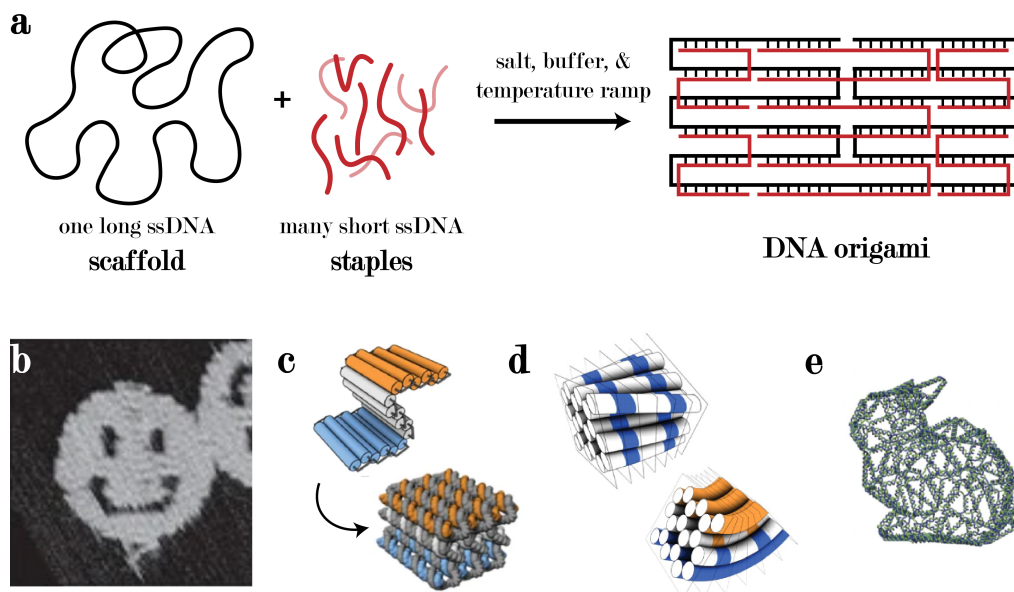 a
salt, buffer, &
temperature ramp
+
one long ssDNA
scaffold
many short ssDNA
staples
DNA origami
b
c
d
e